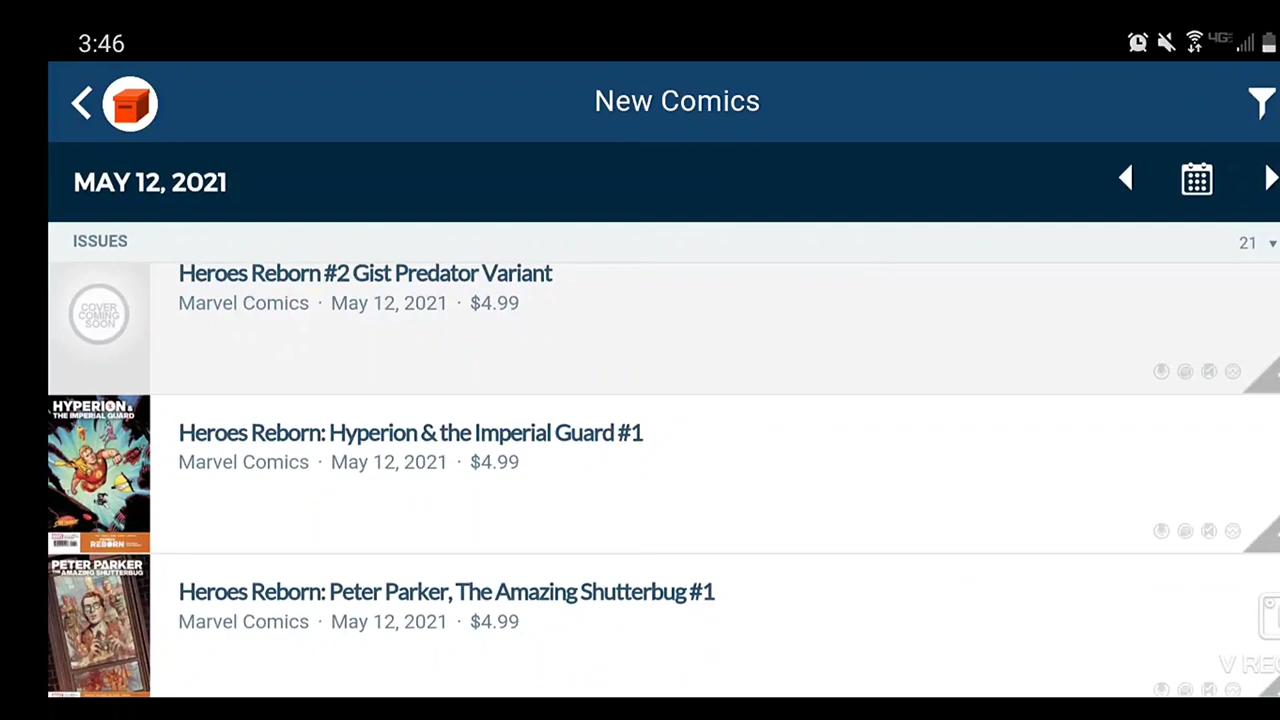 3:46
4GE
New Comics
MAY 12, 2021
ISSUES
21
COVER
COMING
SOON
Heroes Reborn #2 Gist Predator Variant
Marvel Comics · May 12, 2021 · $4.99
HYPERION &
THE IMPERIAL GUARD
REBORN
Heroes Reborn: Hyperion & the Imperial Guard #1
Marvel Comics · May 12, 2021 · $4.99
PETER PARKER
THE AMAZING SHUTTERBUG
Heroes Reborn: Peter Parker, The Amazing Shutterbug #1
Marvel Comics · May 12, 2021 · $4.99
V REC